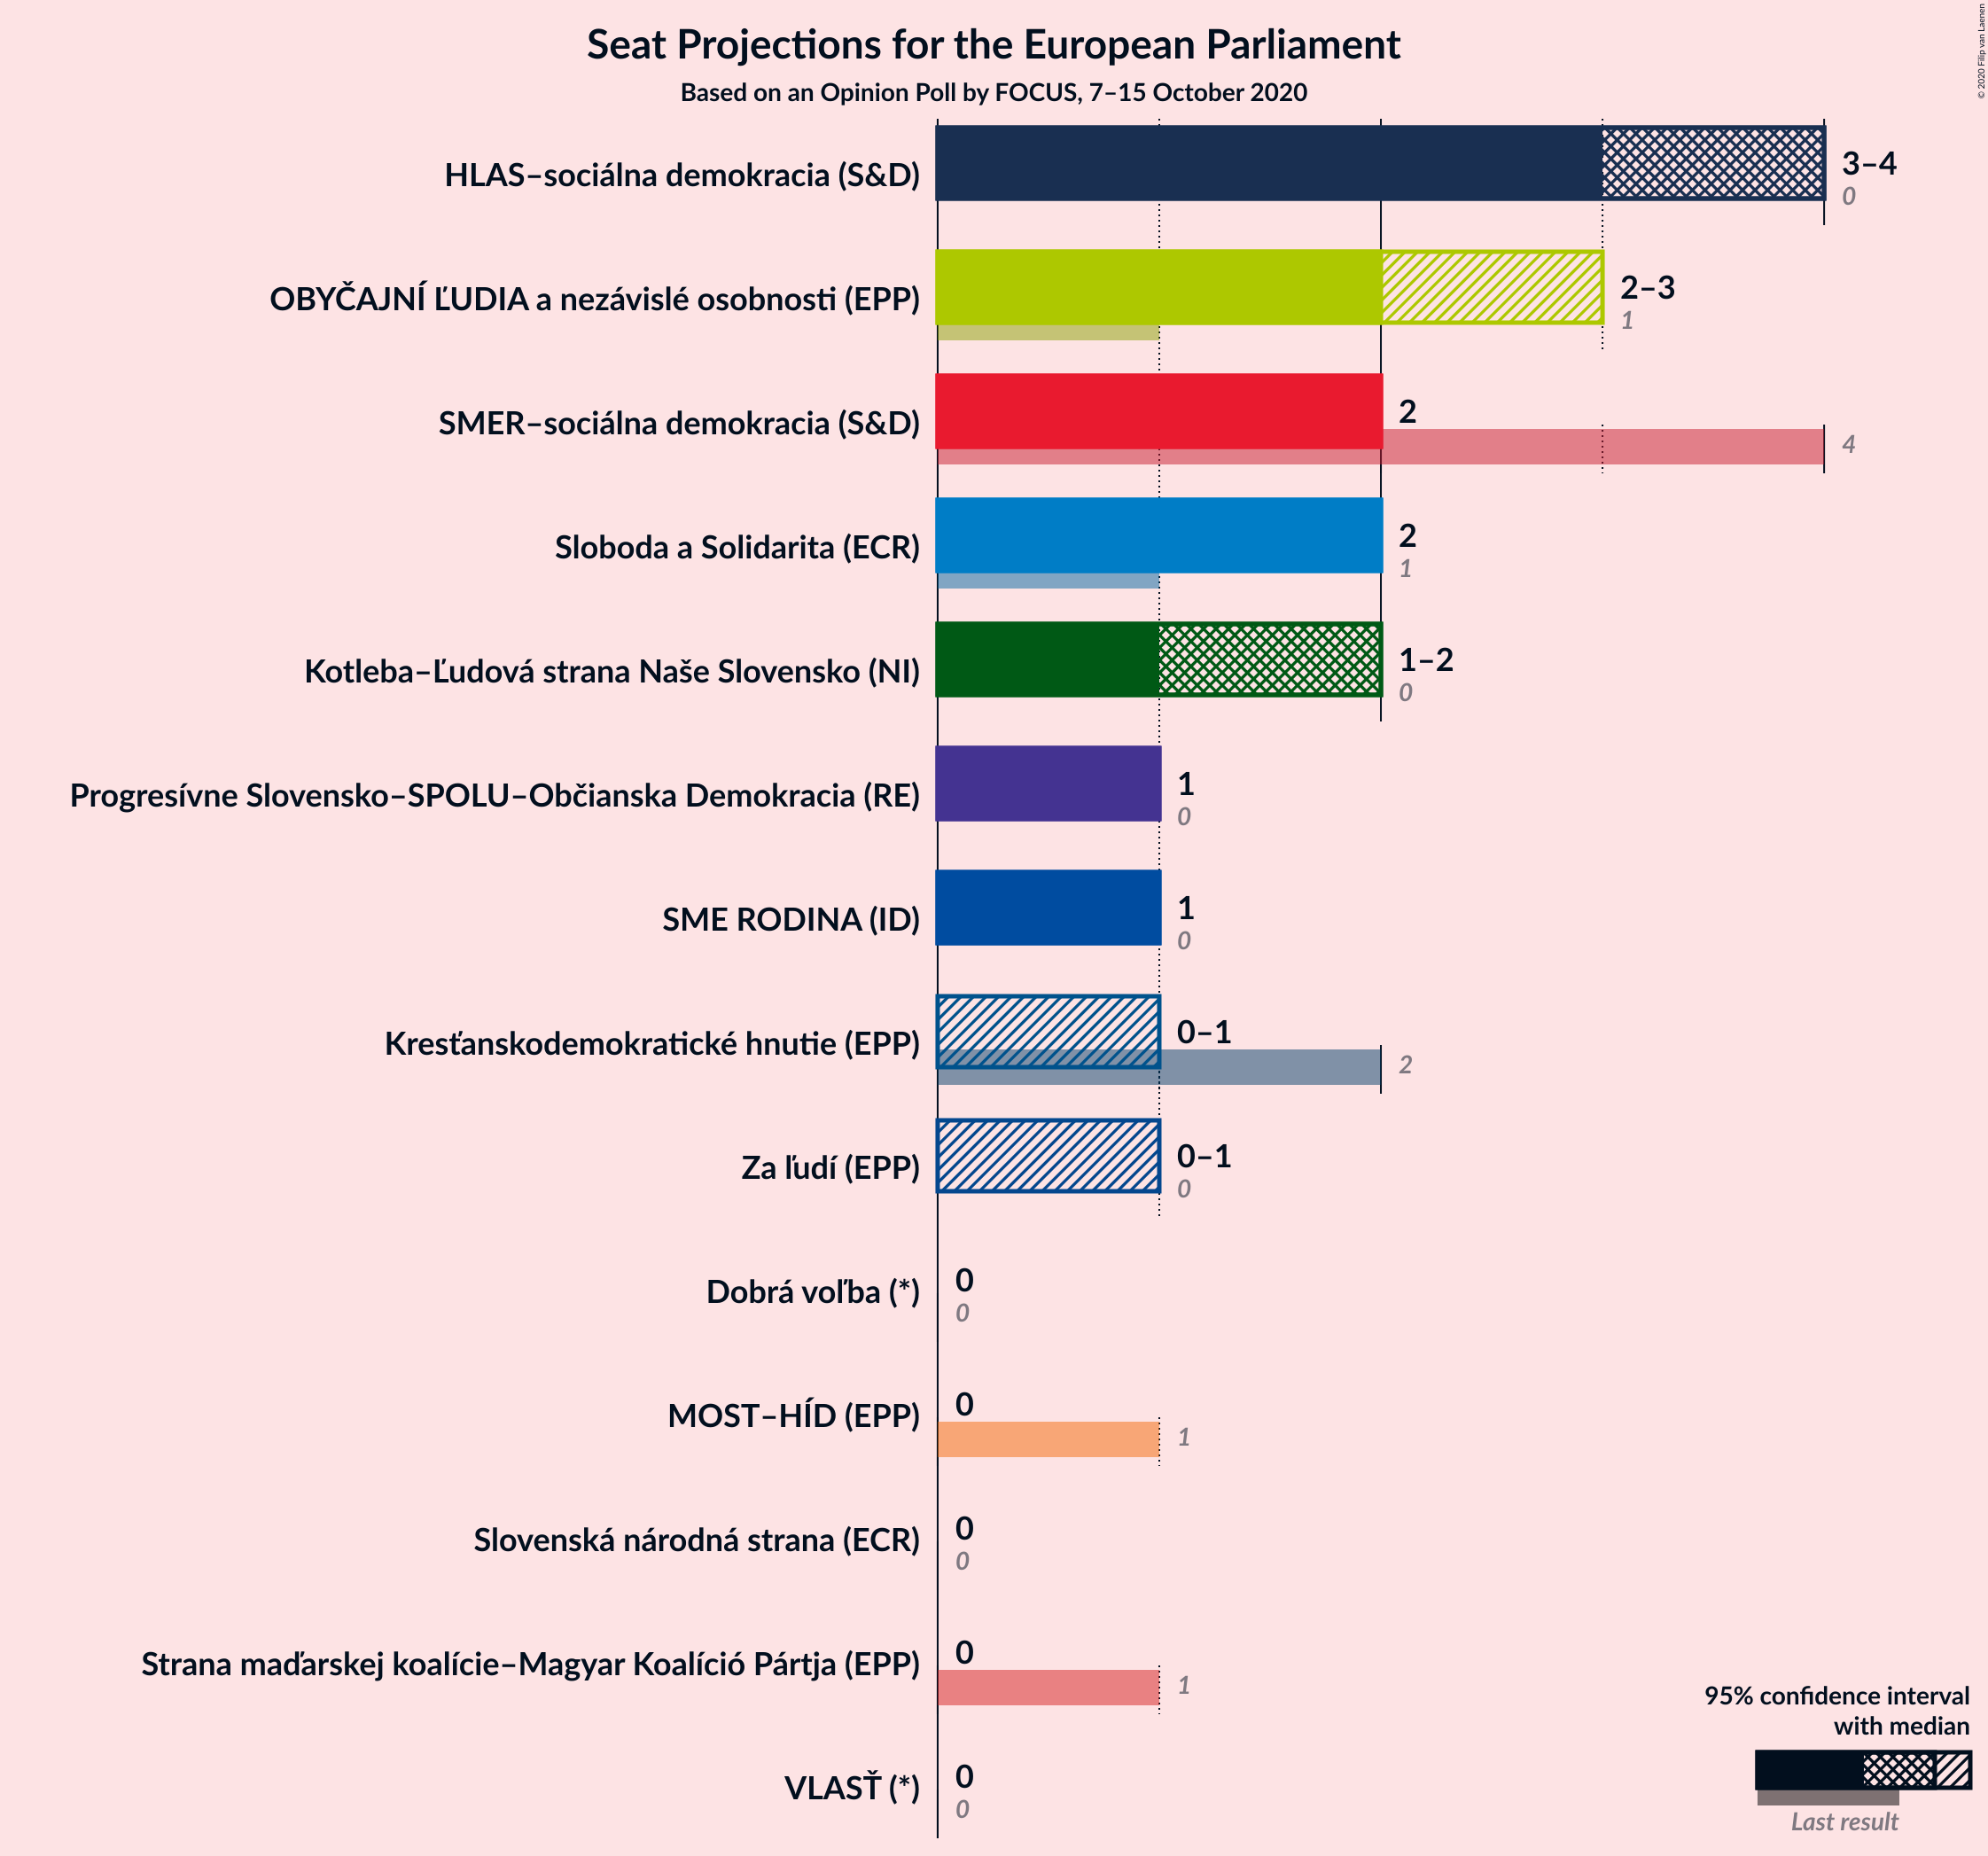 Seat Projections for the European Parliament
Based on an Opinion Poll by FOCUS, 7–15 October 2020
© 2020 Filip van Laenen
HLAS–sociálna demokracia (S&D)
3–4
0
OBYČAJNÍ ĽUDIA a nezávislé osobnosti (EPP)
2–3
1
SMER–sociálna demokracia (S&D)
2
4
Sloboda a Solidarita (ECR)
2
1
Kotleba–Ľudová strana Naše Slovensko (NI)
1–2
0
Progresívne Slovensko–SPOLU–Občianska Demokracia (RE)
1
0
SME RODINA (ID)
1
0
Kresťanskodemokratické hnutie (EPP)
0–1
2
Za ľudí (EPP)
0–1
0
Dobrá voľba (*)
0
0
MOST–HÍD (EPP)
0
1
Slovenská národná strana (ECR)
0
0
Strana maďarskej koalície–Magyar Koalíció Pártja (EPP)
0
1
VLASŤ (*)
0
0
95% confidence interval
with median
Last result